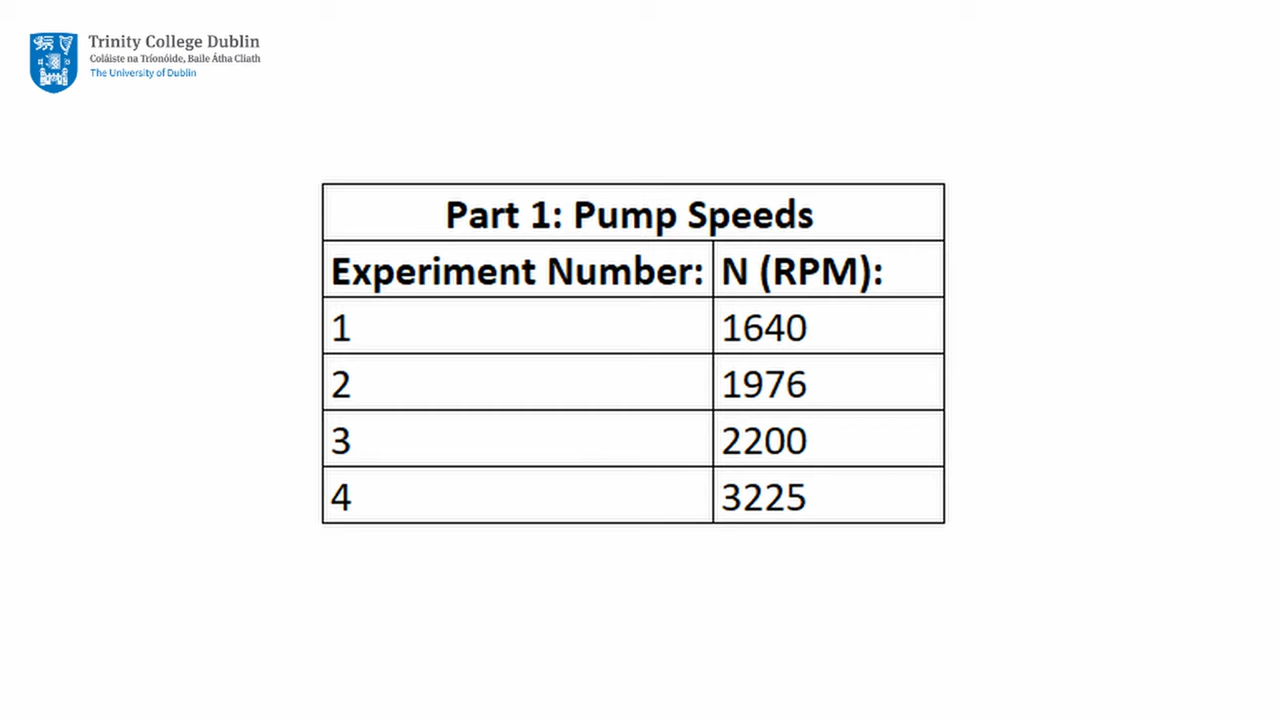 Trinity College Dublin
Coláiste na Tríonóide, Baile Átha Cliath
The University of Dublin
Part 1: Pump Speeds
Experiment Number: N (RPM):
1 1640
2 1976
3 2200
4 3225